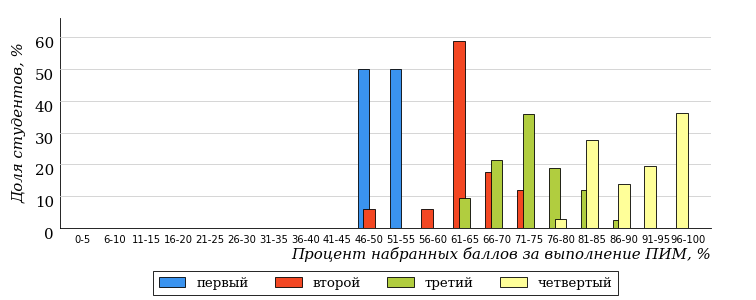 Доля студентов, %
60
50
40
30
20
10
0
0-5 6-10 11-15 16-20 21-25 26-30 31-35 36-40 41-45 46-50 51-55 56-60 61-65 66-70 71-75 76-80 81-85 86-90 91-95 96-100
Процент набранных баллов за выполнение ПИМ, %
первый второй третий четвертый